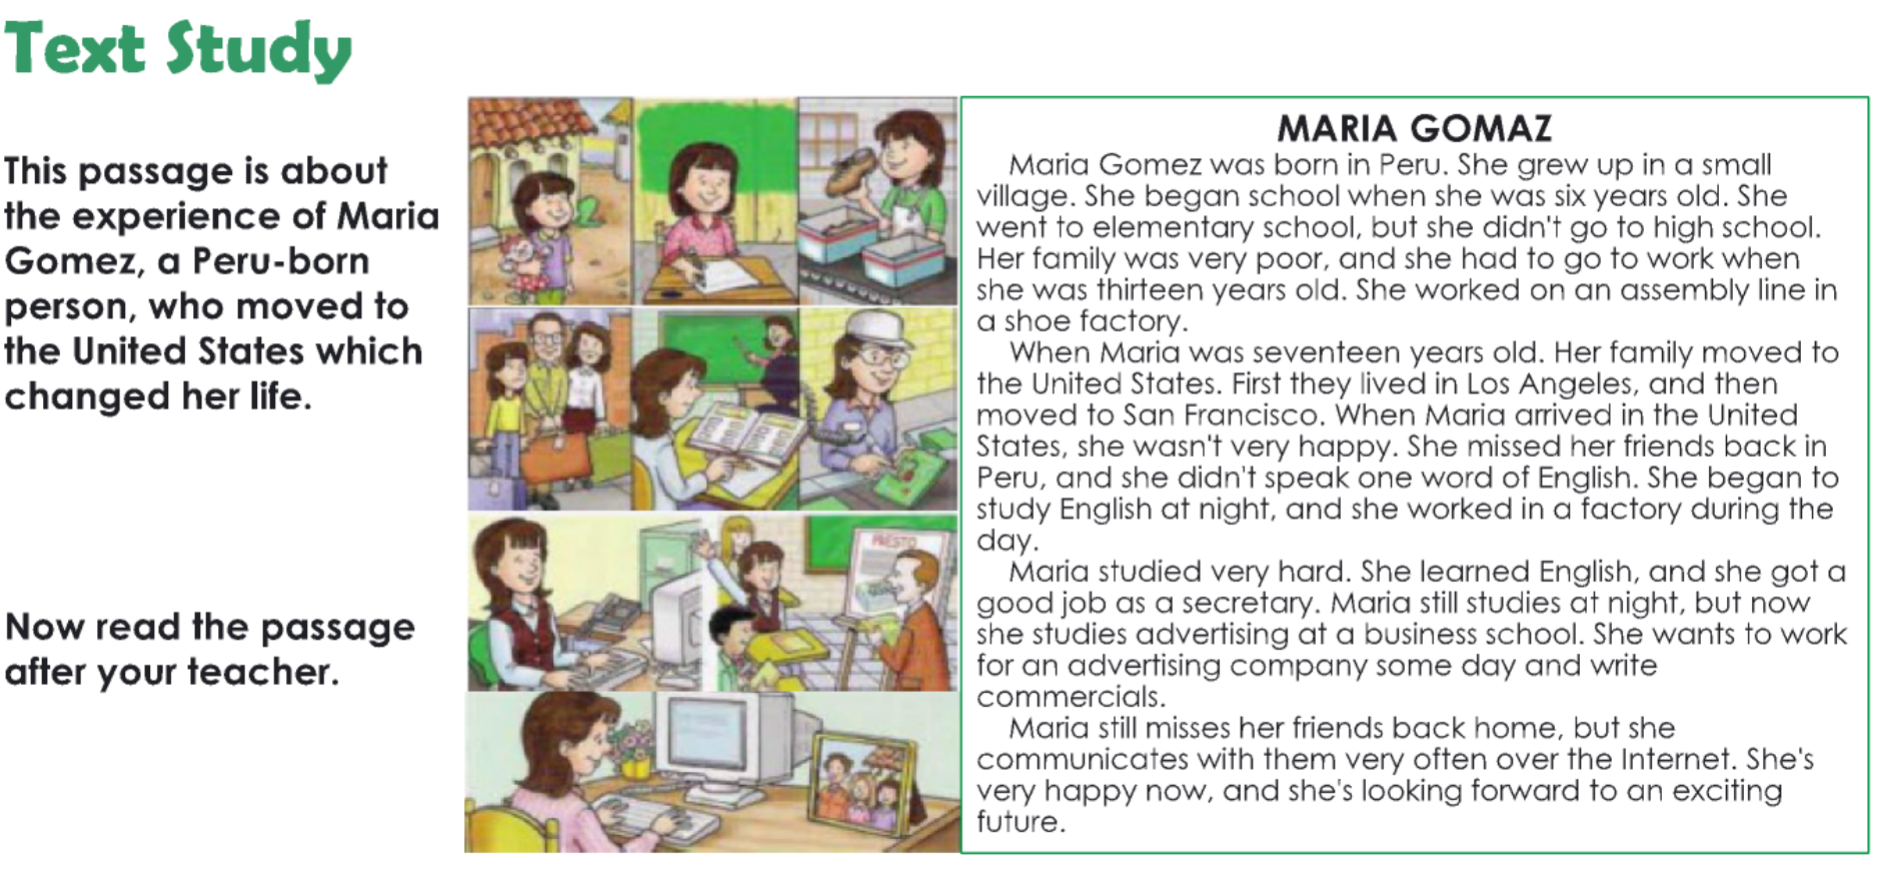 Text Study
This passage is about
the experience of Maria
Gomez, a Peru-born
person, who moved to
the United States which
changed her life.
Now read the passage
after your teacher.
PRESTO
MARIA GOMAZ
Maria Gomez was born in Peru. She grew up in a small
village. She began school when she was six years old. She
went to elementary school, but she didn't go to high school.
Her family was very poor, and she had to go to work when
she was thirteen years old. She worked on an assembly line in
a shoe factory.
When Maria was seventeen years old. Her family moved to
the United States. First they lived in Los Angeles, and then
moved to San Francisco. When Maria arrived in the United
States, she wasn't very happy. She missed her friends back in
Peru, and she didn't speak one word of English. She began to
study English at night, and she worked in a factory during the
day.
Maria studied very hard. She learned English, and she got a
good job as a secretary. Maria still studies at night, but now
she studies advertising at a business school. She wants to work
for an advertising company some day and write
commercials.
Maria still misses her friends back home, but she
communicates with them very often over the Internet. She's
very happy now, and she's looking forward to an exciting
future.